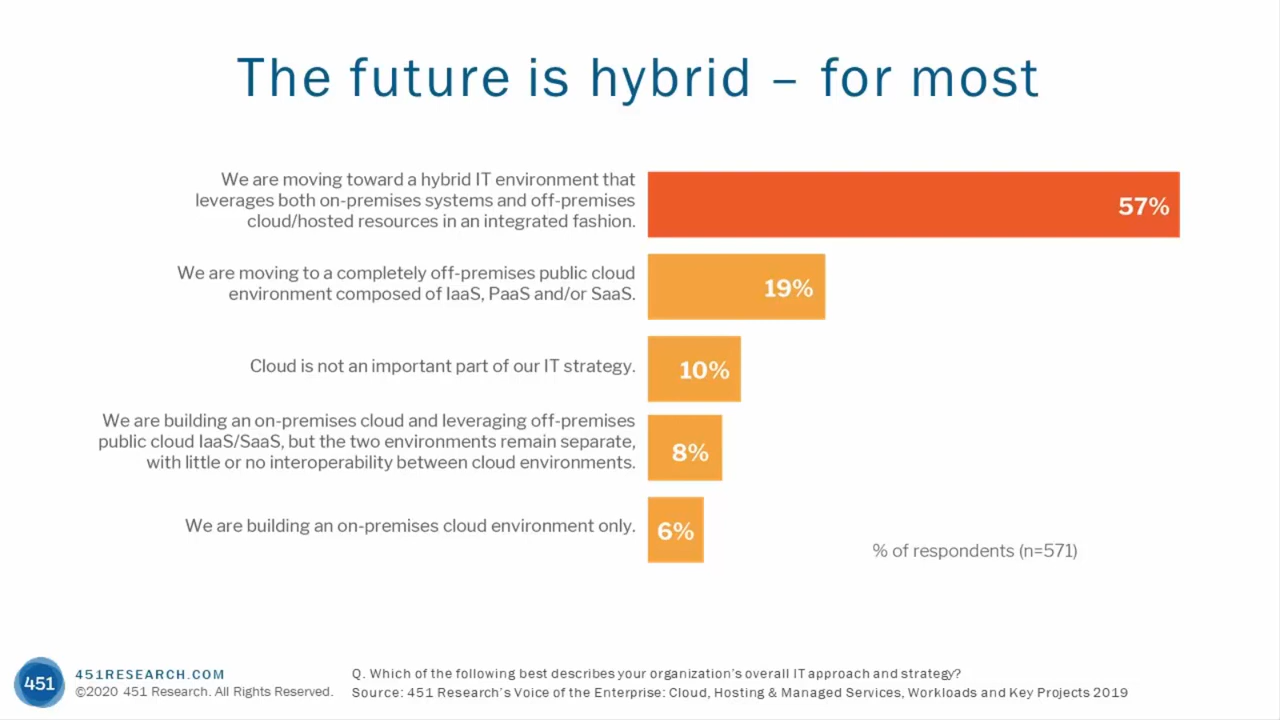 The future is hybrid – for most
We are moving toward a hybrid IT environment that
leverages both on-premises systems and off-premises
cloud/hosted resources in an integrated fashion.
57%
We are moving to a completely off-premises public cloud
environment composed of IaaS, PaaS and/or SaaS.
19%
Cloud is not an important part of our IT strategy.
10%
We are building an on-premises cloud and leveraging off-premises
public cloud IaaS/SaaS, but the two environments remain separate,
with little or no interoperability between cloud environments.
8%
We are building an on-premises cloud environment only.
6%
% of respondents (n=571)
451
451RESEARCH.COM
©2020 451 Research. All Rights Reserved.
Q. Which of the following best describes your organization's overall IT approach and strategy?
Source: 451 Research's Voice of the Enterprise: Cloud, Hosting & Managed Services, Workloads and Key Projects 2019